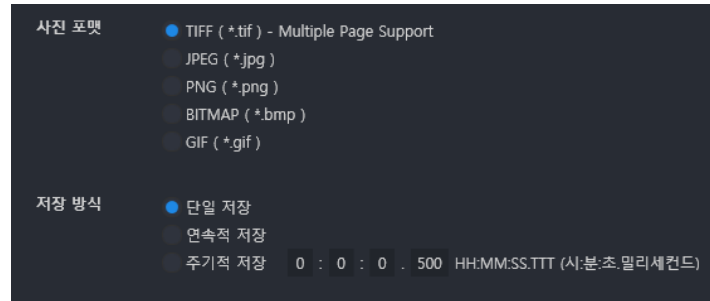 사진 포맷
TIFF ( *.tif ) - Multiple Page Support
JPEG ( *.jpg )
PNG ( *.png )
BITMAP ( *.bmp )
GIF ( *.gif )
저장 방식
단일 저장
연속적 저장
주기적 저장 0 : 0 : 0 . 500 HH:MM:SS.TTT (시:분:초.밀리세컨드)